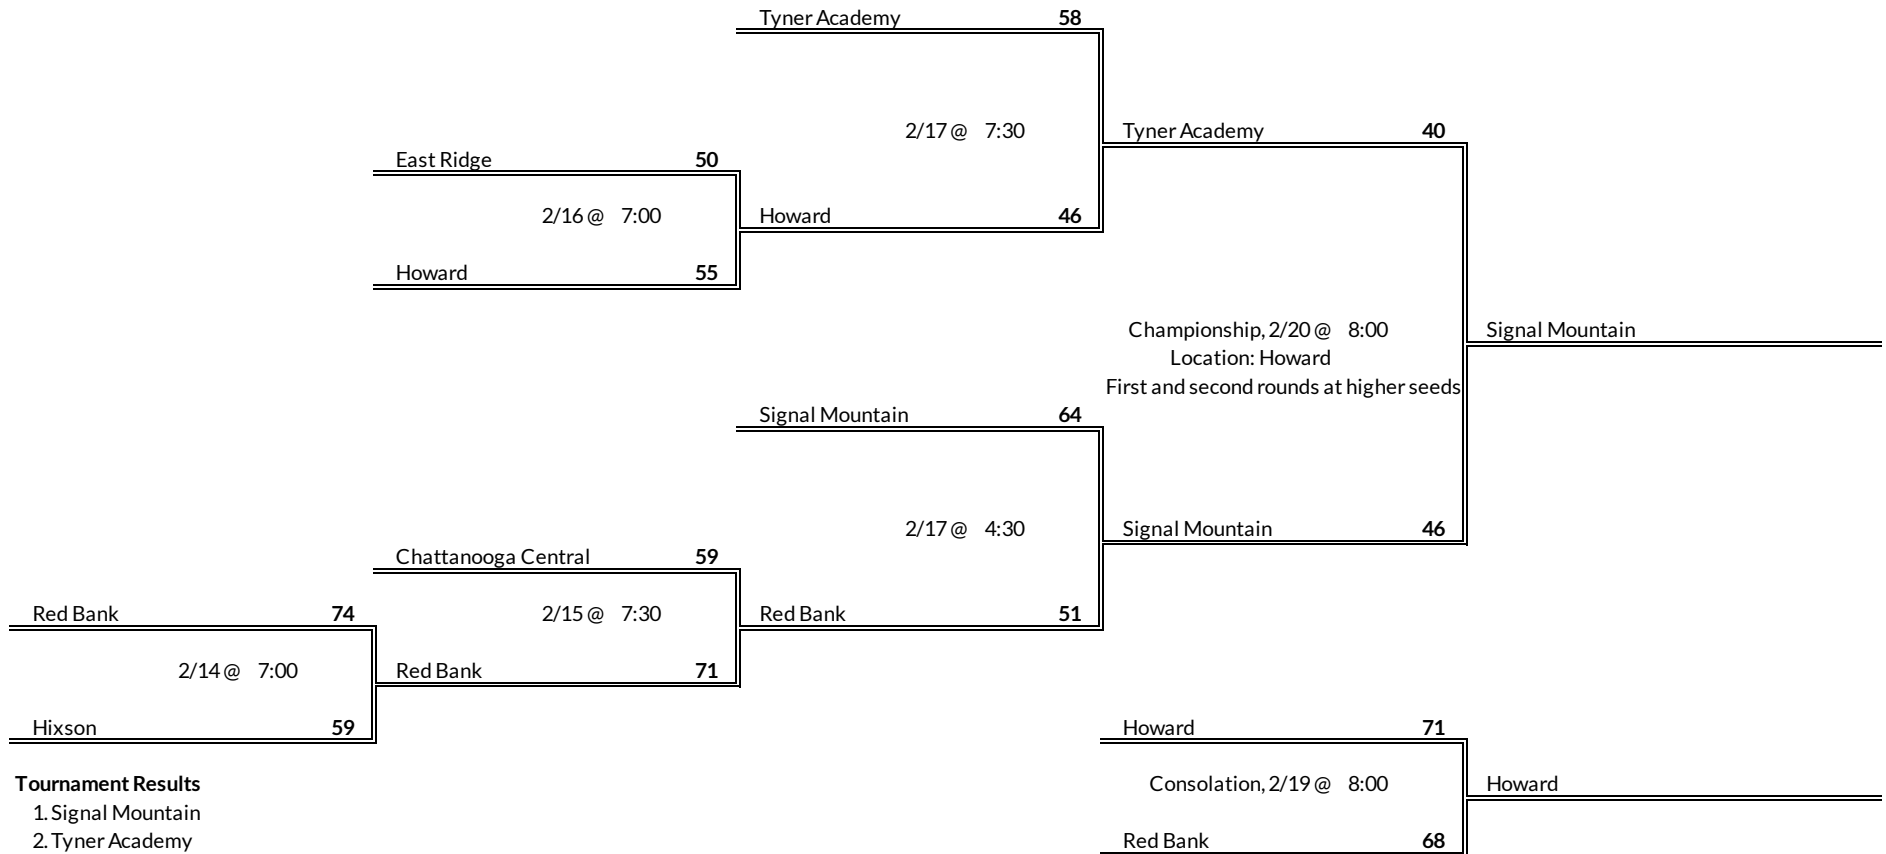 Tyner Academy 58
2/17 @ 7:30
Tyner Academy 40
East Ridge 50
2/16 @ 7:00
Howard 46
Howard 55
Championship, 2/20 @ 8:00
Signal Mountain
Location: Howard
First and second rounds at higher seeds
Signal Mountain 64
2/17 @ 4:30
Signal Mountain 46
Chattanooga Central 59
Red Bank 74
2/15 @ 7:30
Red Bank 51
2/14 @ 7:00
Red Bank 71
Hixson 59
Howard 71
Tournament Results
Consolation, 2/19 @ 8:00
Howard
1. Signal Mountain
2. Tyner Academy
Red Bank 68